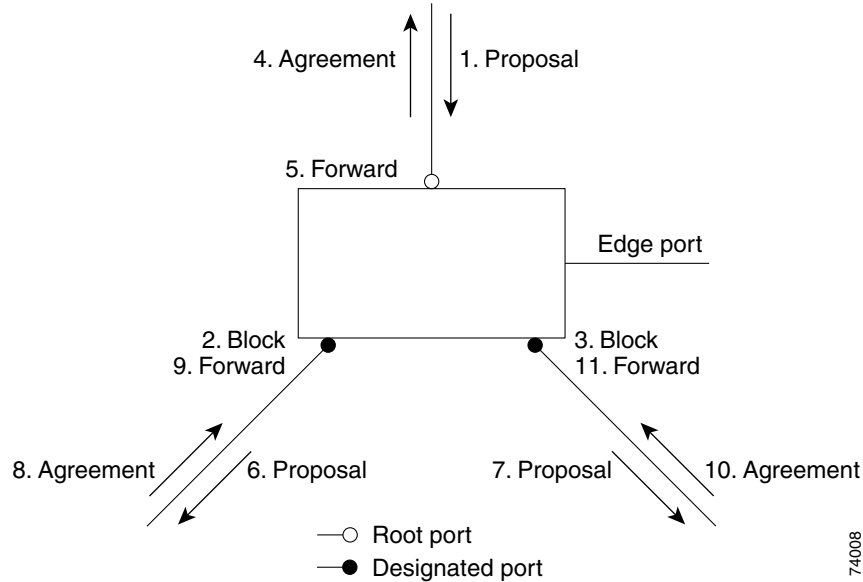 4. Agreement
1. Proposal
5. Forward
Edge port
2. Block
9. Forward
3. Block
11. Forward
8. Agreement
6. Proposal
7. Proposal
10. Agreement
Root port
Designated port
74008